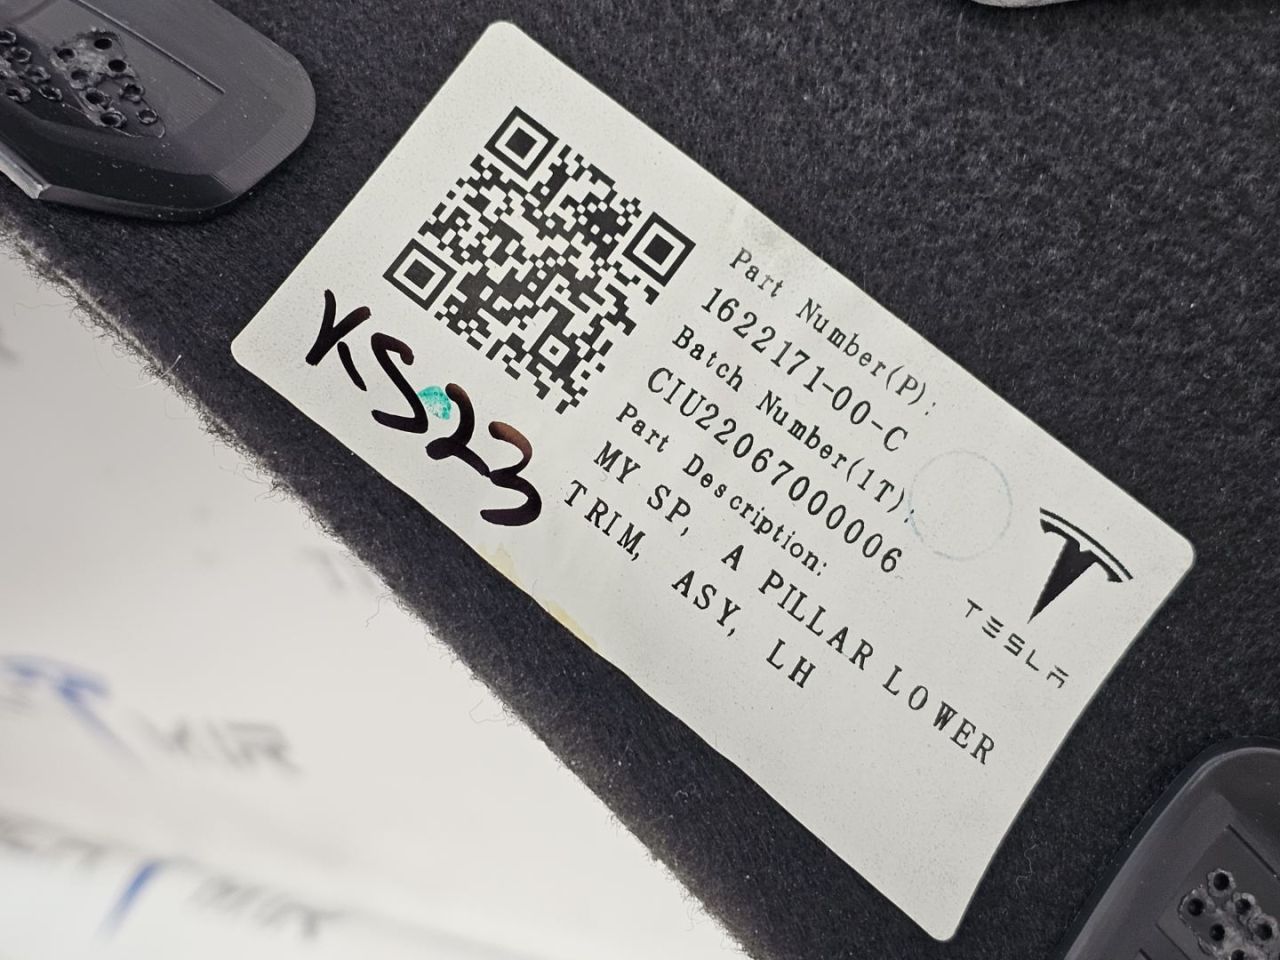 Part Number(P):
1622171-00-C
Batch Number(1T):
CIU22067000006
Part Description:
MY SP, A PILLAR LOWER
TRIM, ASY, LH
TESLA
YS23